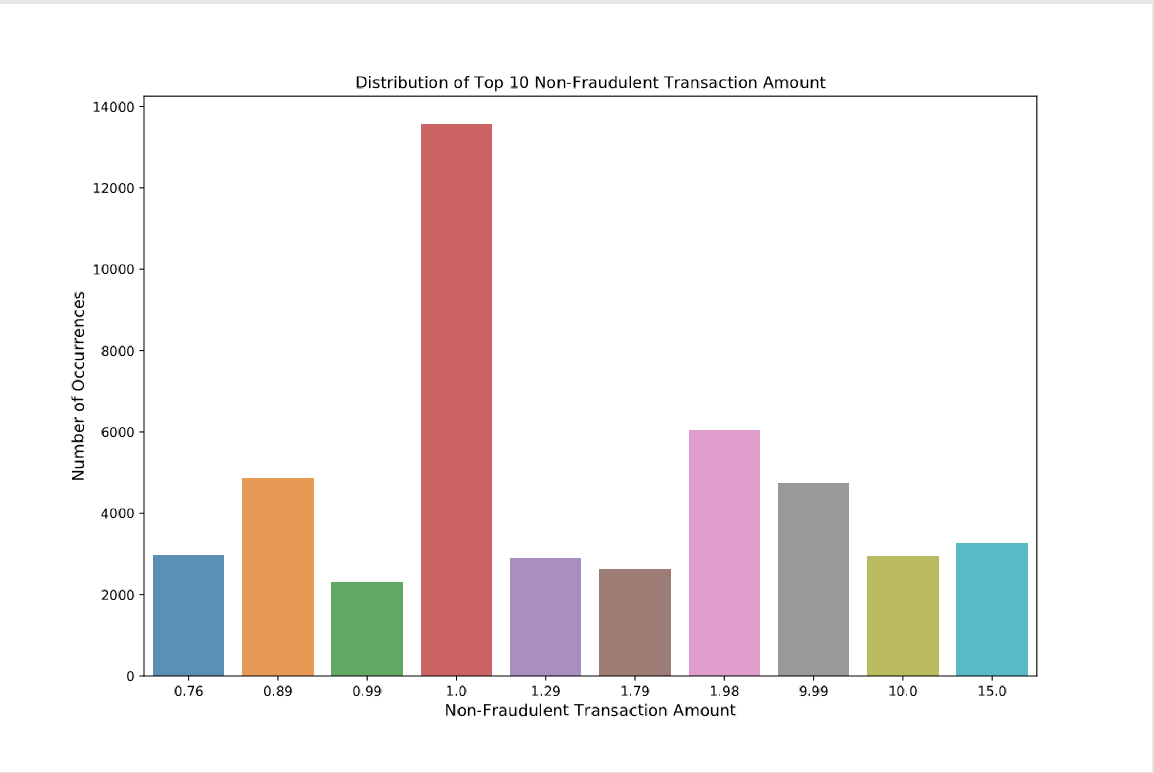 Distribution of Top 10 Non-Fraudulent Transaction Amount
14000
12000
10000
8000
6000
4000
2000
0
Number of Occurrences
0.76 0.89 0.99 1.0 1.29 1.79 1.98 9.99 10.0 15.0
Non-Fraudulent Transaction Amount